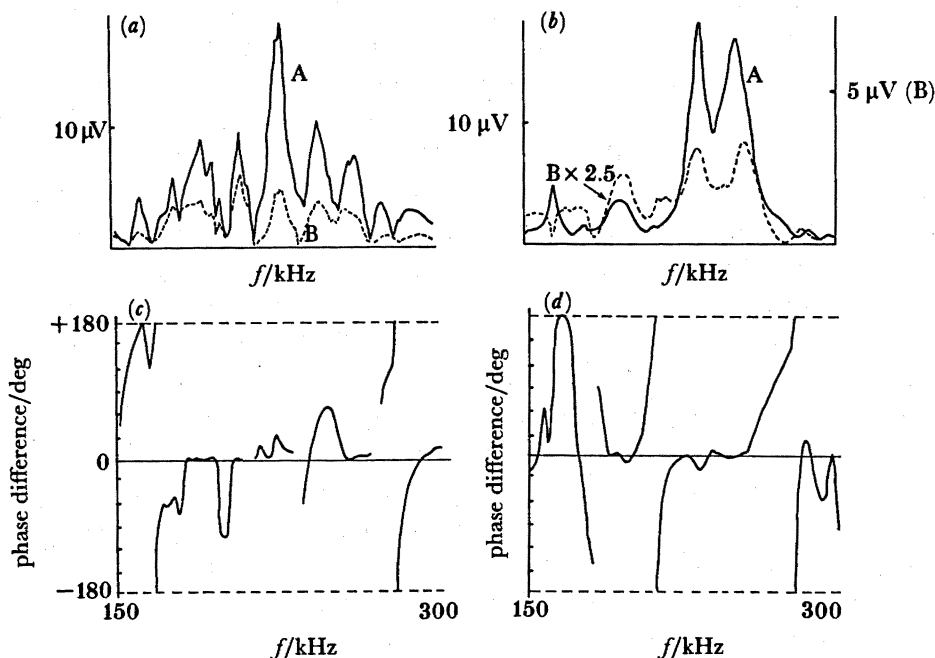 (a)
A
10 μV
B
f/kHz
(b)
A
10 μV
5 μV (B)
B × 2.5
f/kHz
(c)
+180
0
−180
phase difference/deg
150
300
f/kHz
(d)
phase difference/deg
150
300
f/kHz